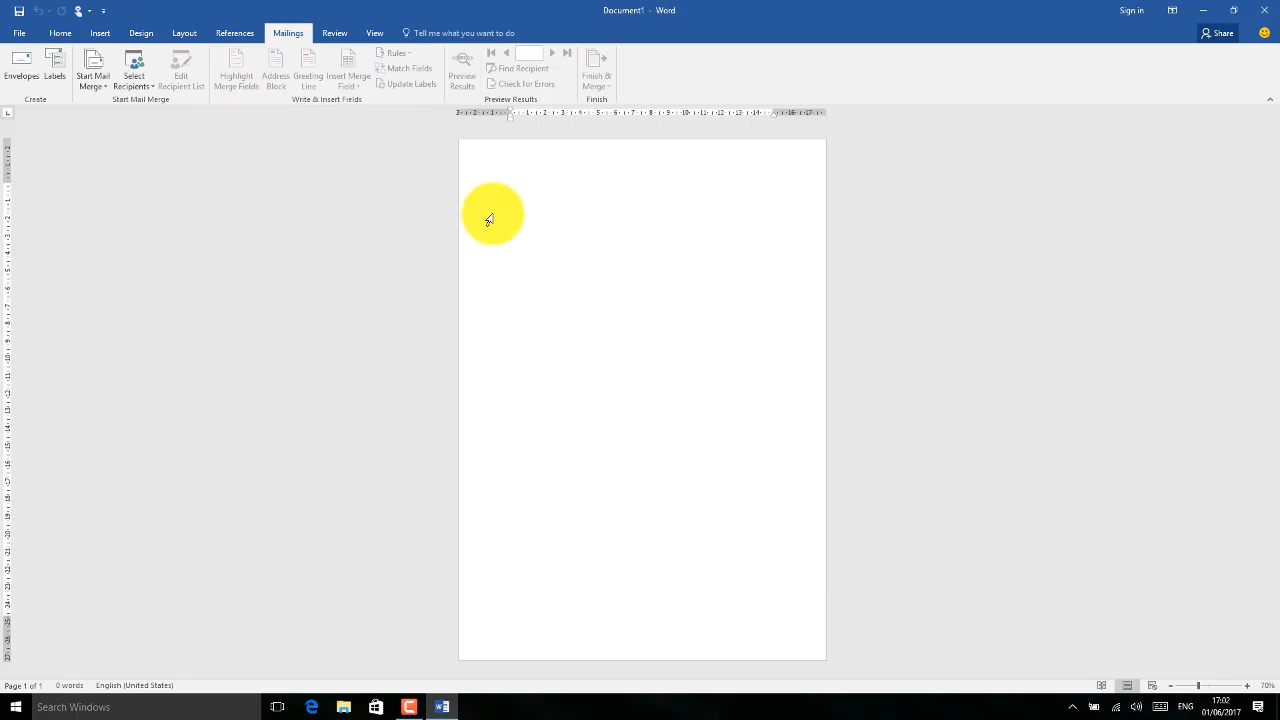 Document1 - Word
Sign in
File Home Insert Design Layout References Mailings Review View Tell me what you want to do Share
Envelopes Labels
Create
Start Mail Merge
Select Recipients
Edit Recipient List
Start Mail Merge
Highlight Merge Fields
Address Block
Greeting Line
Insert Merge Field
Rules
Match Fields
Update Labels
Write & Insert Fields
Preview Results
Find Recipient
Check for Errors
Preview Results
Finish & Merge
Finish
Page 1 of 1 0 words English (United States) 70%
Search Windows
ENG
17:02
01/06/2017